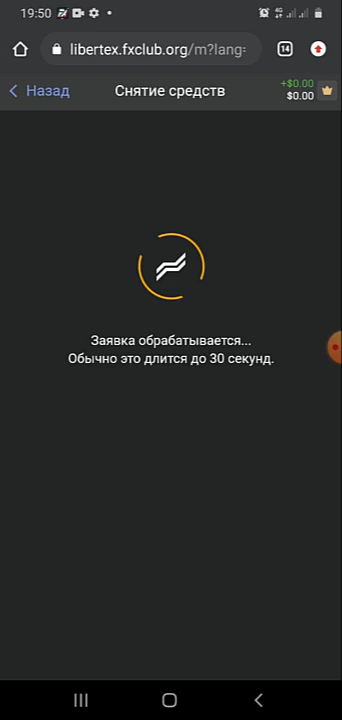 19:50
libertex.fxclub.org/m?lang=
14
Назад
Снятие средств
+$0.00
$0.00
Заявка обрабатывается...
Обычно это длится до 30 секунд.